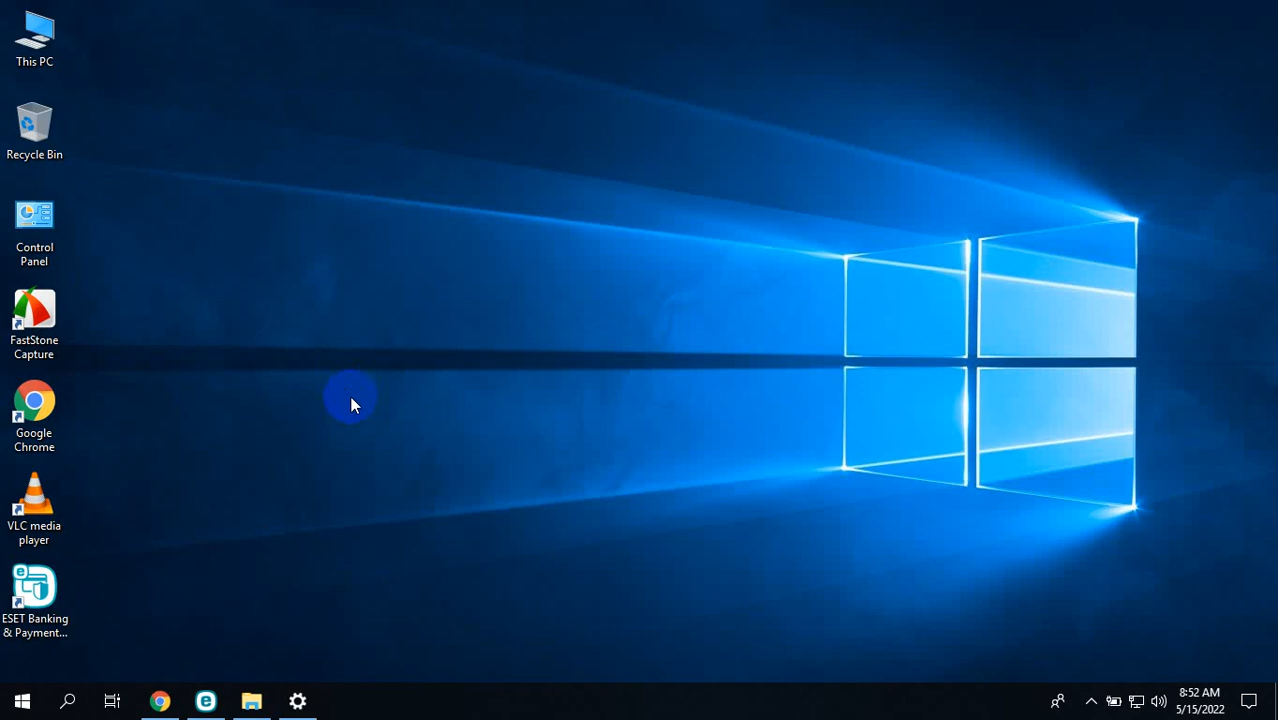 This PC
Recycle Bin
Control
Panel
FastStone
Capture
Google
Chrome
VLC media
player
ESET Banking
& Payment...
8:52 AM
5/15/2022